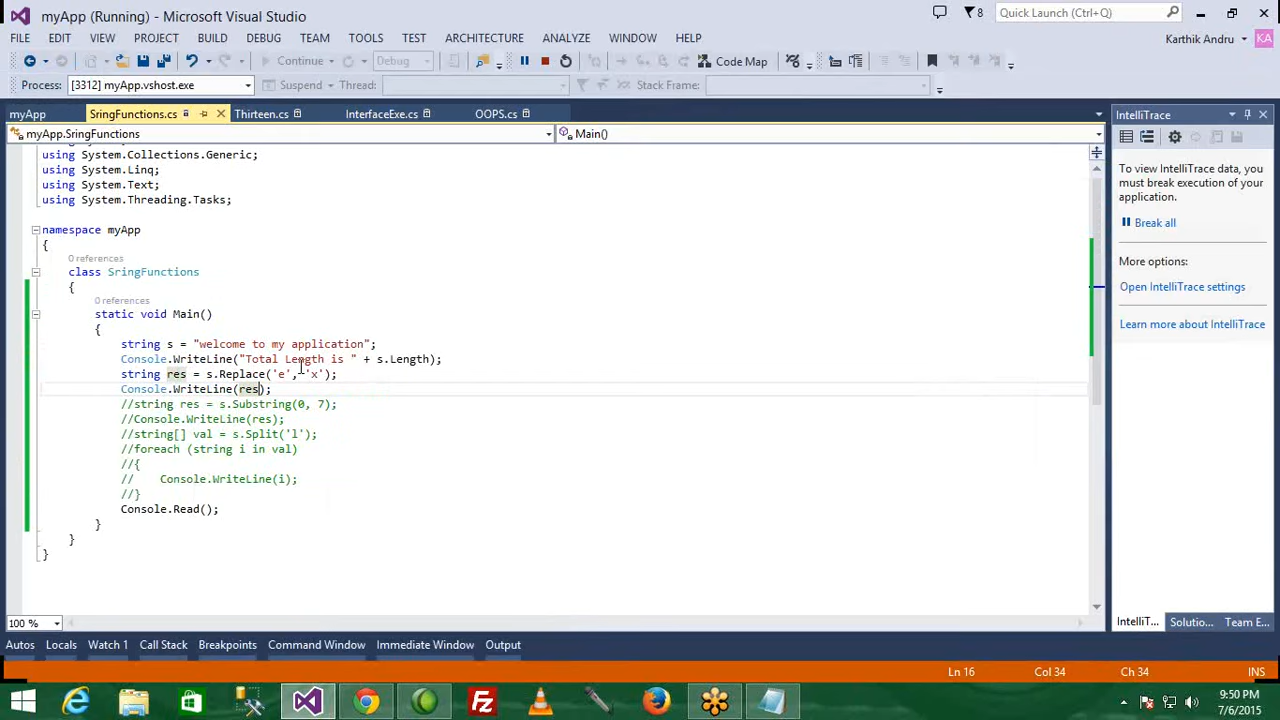 myApp (Running) - Microsoft Visual Studio
8
Quick Launch (Ctrl+Q)
FILE EDIT VIEW PROJECT BUILD DEBUG TEAM TOOLS TEST ARCHITECTURE ANALYZE WINDOW HELP
Karthik Andru KA
Continue Debug Code Map
Process: [3312] myApp.vshost.exe Suspend Thread: Stack Frame:
myApp SringFunctions.cs Thirteen.cs InterfaceExe.cs OOPS.cs
myApp.SringFunctions Main()
using System.Collections.Generic;
using System.Linq;
using System.Text;
using System.Threading.Tasks;
namespace myApp
{
0 references
class SringFunctions
{
0 references
static void Main()
{
string s = "welcome to my application";
Console.WriteLine("Total Length is " + s.Length);
string res = s.Replace('e', 'x');
Console.WriteLine(res);
//string res = s.Substring(0, 7);
//Console.WriteLine(res);
//string[] val = s.Split('l');
//foreach (string i in val)
//{
// Console.WriteLine(i);
//}
Console.Read();
}
}
}
100 %
IntelliTrace
To view IntelliTrace data, you
must break execution of your
application.
Break all
More options:
Open IntelliTrace settings
Learn more about IntelliTrace
IntelliT... Solutio... Team E...
Autos Locals Watch 1 Call Stack Breakpoints Command Window Immediate Window Output
Ln 16 Col 34 Ch 34 INS
9:50 PM
7/6/2015